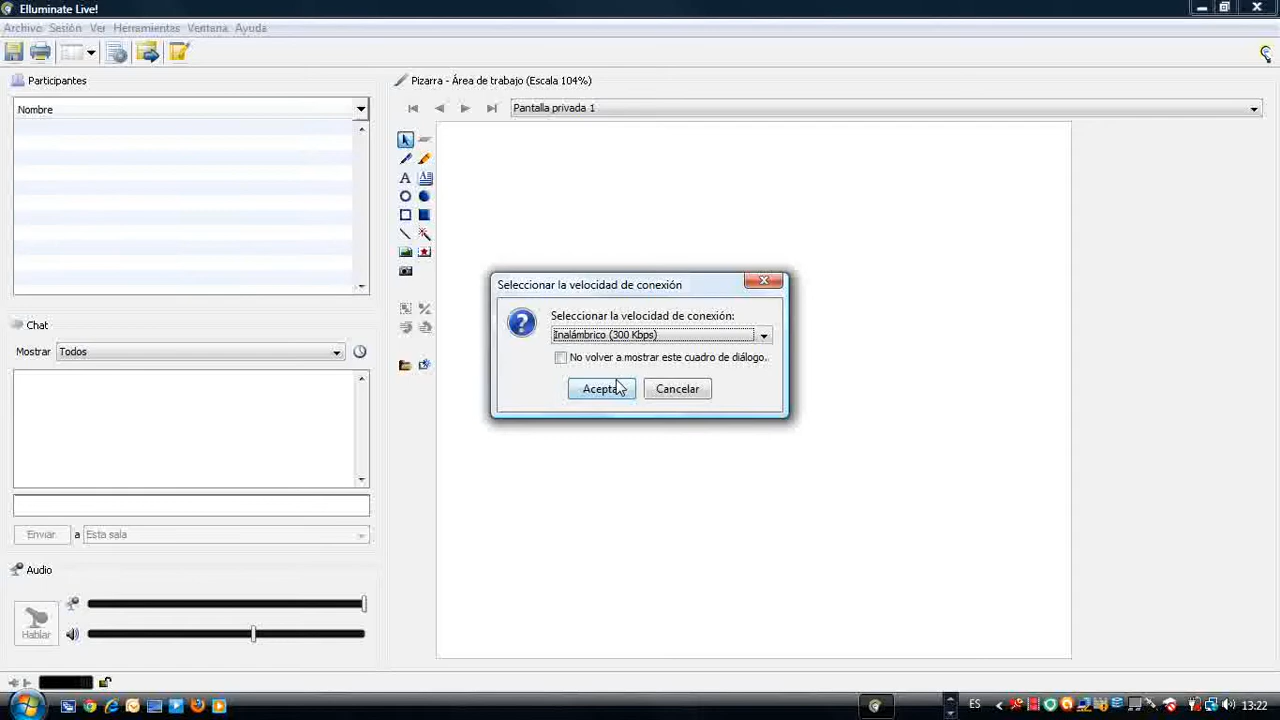 Elluminate Live!
Archivo Sesión Ver Herramientas Ventana Ayuda
Participantes
Nombre
Chat
Mostrar Todos
Enviar a Esta sala
Audio
Hablar
Pizarra - Área de trabajo (Escala 104%)
Pantalla privada 1
A
Seleccionar la velocidad de conexión
Seleccionar la velocidad de conexión:
Inalámbrico (300 Kbps)
No volver a mostrar este cuadro de diálogo.
Aceptar Cancelar
ES 13:22